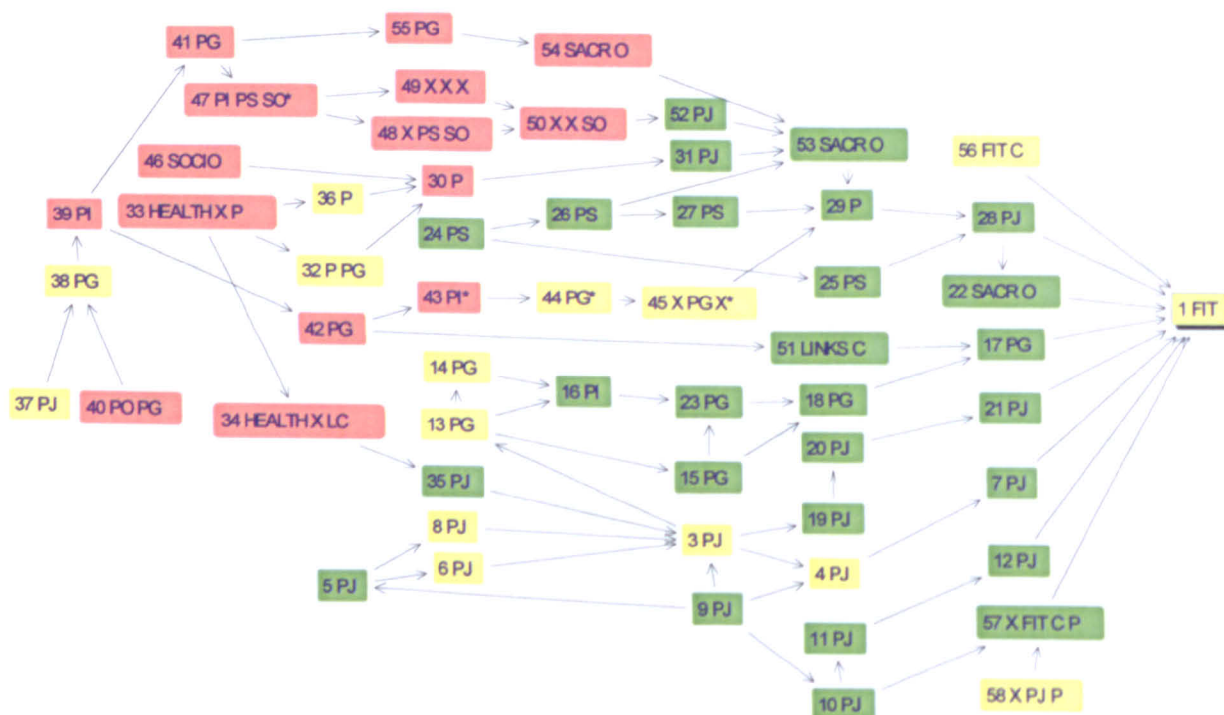 41 PG
55 PG
54 SACR O
47 PI PS SO*
49 X X X
48 X PS SO
50 X X SO
52 PJ
53 SACR O
56 FIT C
46 SOCIO
31 PJ
30 P
36 P
33 HEALTH X P
39 PI
26 PS
27 PS
29 P
28 PJ
24 PS
32 P PG
38 PG
25 PS
22 SACR O
43 PI*
44 PG*
45 X PG X*
1 FIT
42 PG
51 LINKS C
17 PG
14 PG
16 PI
23 PG
18 PG
21 PJ
37 PJ
40 PO PG
34 HEALTH X LC
13 PG
20 PJ
15 PG
35 PJ
7 PJ
19 PJ
8 PJ
3 PJ
6 PJ
4 PJ
12 PJ
5 PJ
9 PJ
57 X FIT C P
11 PJ
10 PJ
58 X PJ P